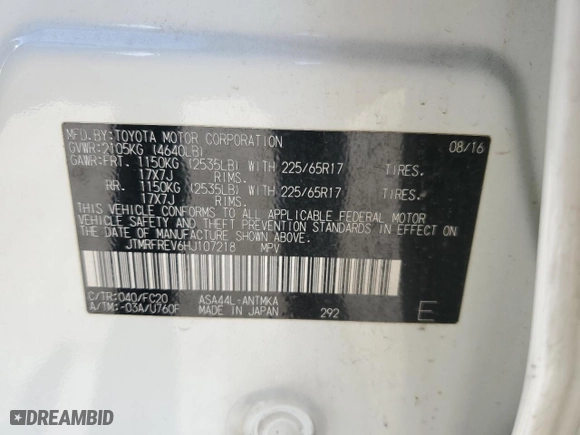 MFD.BY:TOYOTA MOTOR CORPORATION 08/16
GVWR:2105KG (4640LB)
GAWR:FRT. 1150KG (2535LB) WITH 225/65R17 TIRES.
17X7J RIMS.
RR. 1150KG (2535LB) WITH 225/65R17 TIRES.
17X7J RIMS.
THIS VEHICLE CONFORMS TO ALL APPLICABLE FEDERAL MOTOR
VEHICLE SAFETY AND THEFT PREVENTION STANDARDS IN EFFECT ON
THE DATE OF MANUFACTURE SHOWN ABOVE.
JTMRFREV6HJ107218 MPV
C/TR:040/FC20 ASA44L-ANTMKA
A/TM:-03A/U760F MADE IN JAPAN 292 E
DREAMBID